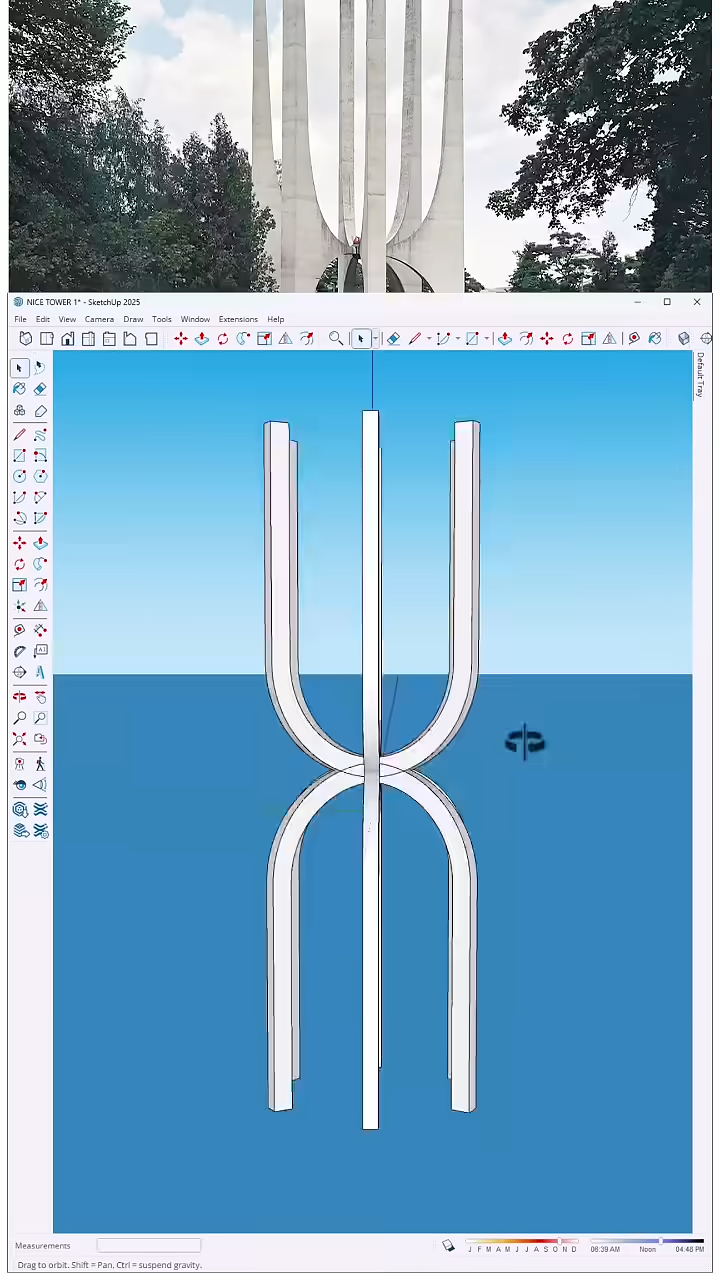 NICE TOWER 1* - SketchUp 2025
File Edit View Camera Draw Tools Window Extensions Help
Default Tray
Measurements
J F M A M J J A S O N D 06:39 AM Noon 04:48 PM
Drag to orbit. Shift = Pan, Ctrl = suspend gravity.